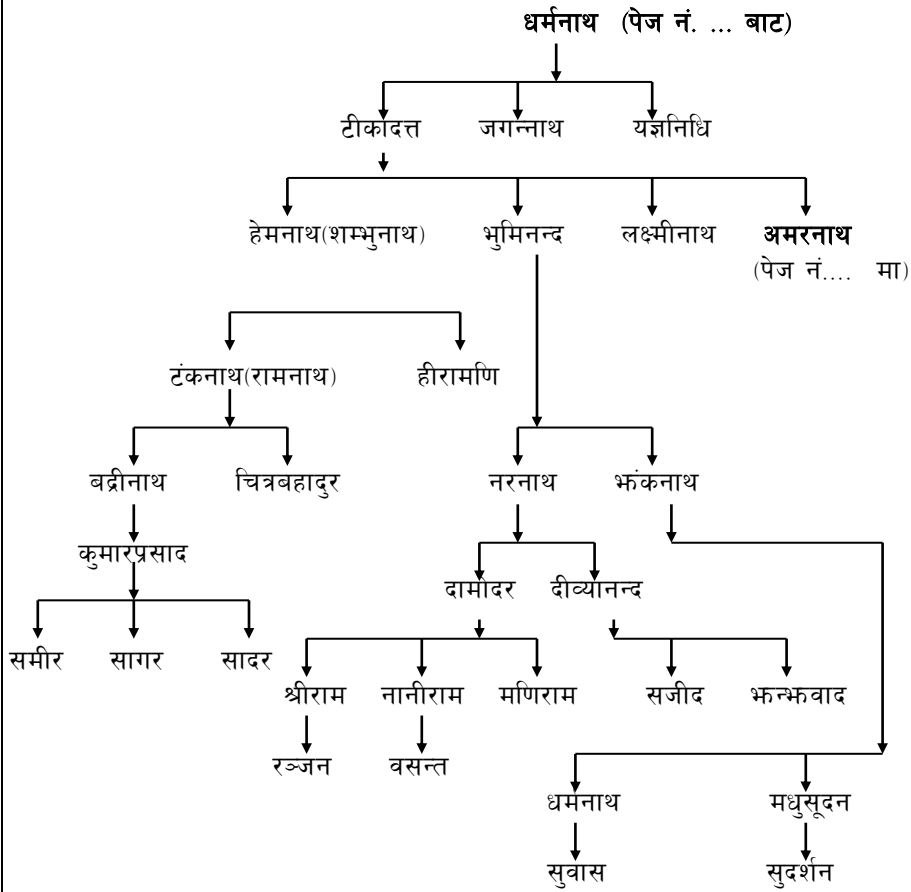 धर्मनाथ (पेज नं. ... बाट)
टीकादत्त जगन्नाथ यज्ञनिधि
हेमनाथ(शम्भुनाथ) भुमिनन्द लक्ष्मीनाथ अमरनाथ
(पेज नं.... मा)
टंकनाथ(रामनाथ) हीरामणि
बद्रीनाथ चित्रबहादुर नरनाथ झंकनाथ
कुमारप्रसाद
दामोदर दीव्यानन्द
समीर सागर सादर
श्रीराम नानीराम मणिराम सजीद झन्झवाद
रञ्जन वसन्त
धर्मनाथ मधुसूदन
सुवास सुदर्शन